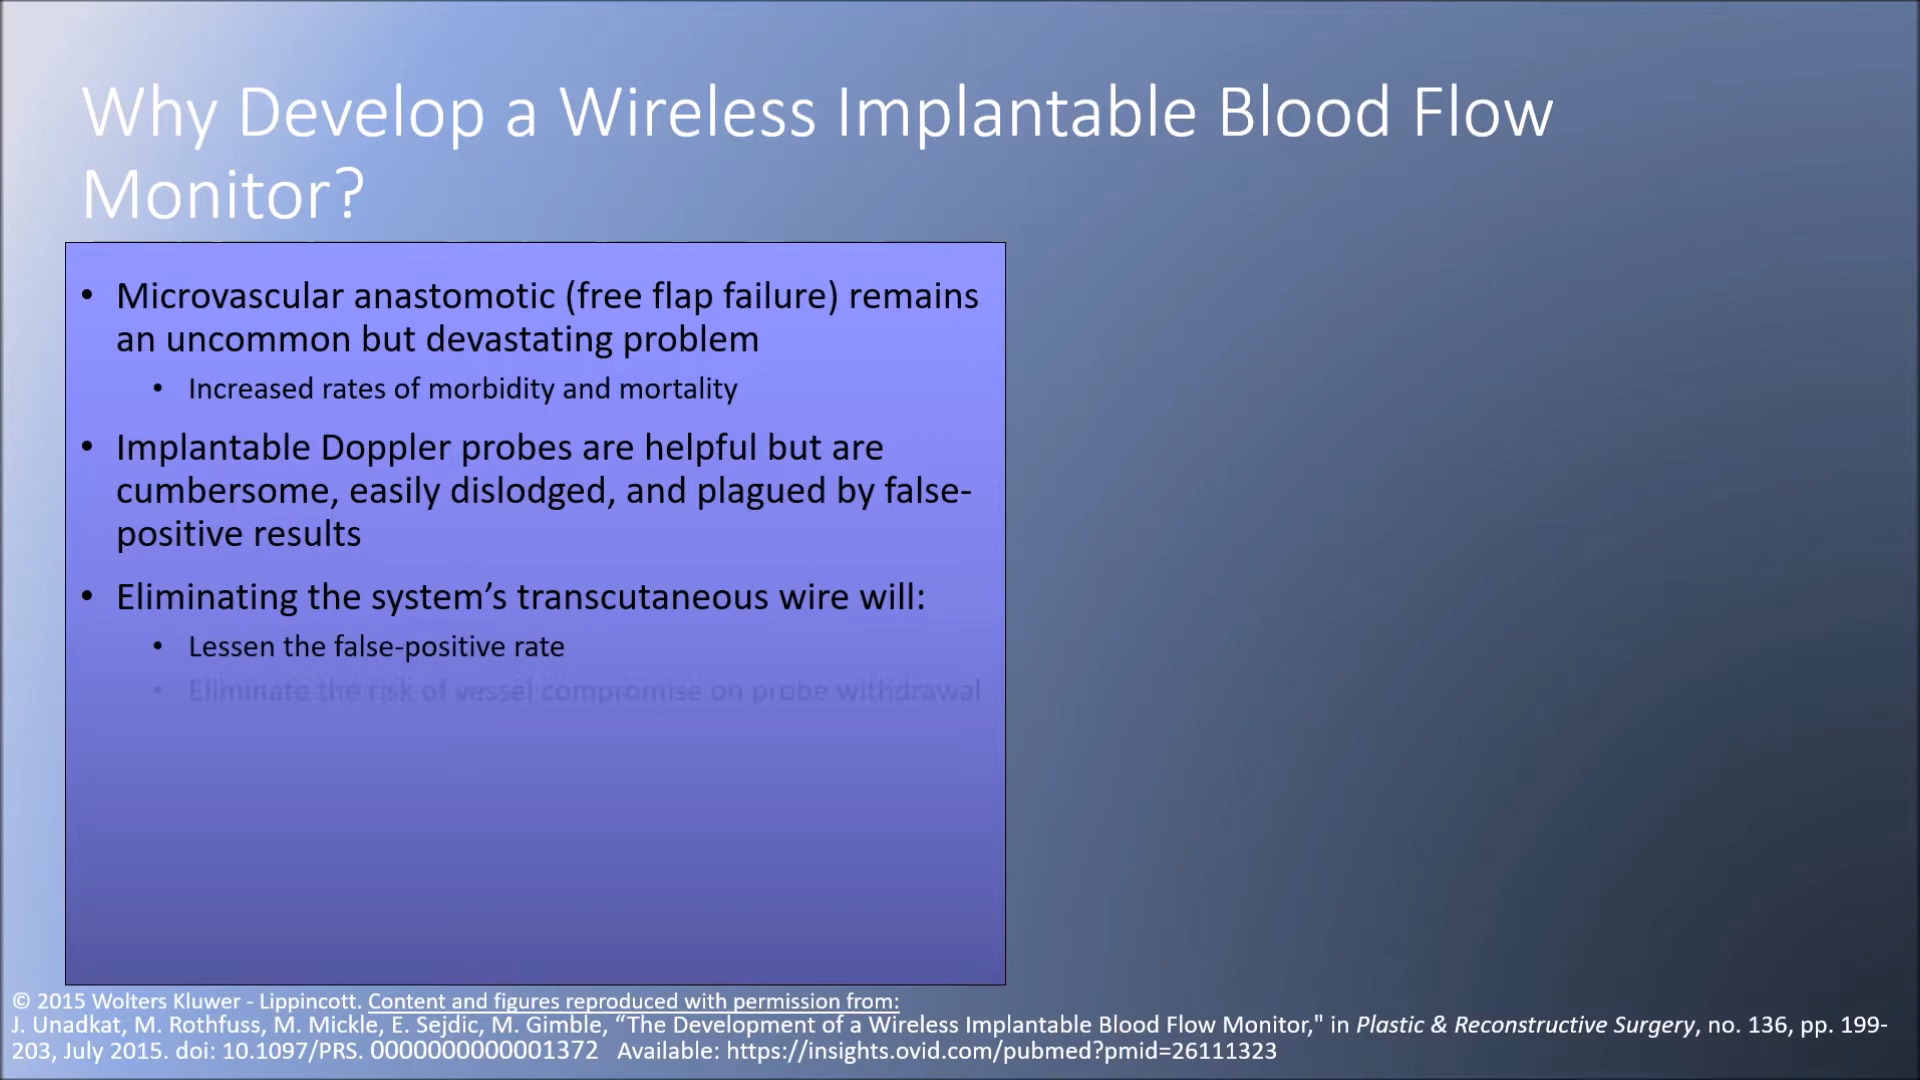 Why Develop a Wireless Implantable Blood Flow
Monitor?
• Microvascular anastomotic (free flap failure) remains
an uncommon but devastating problem
• Increased rates of morbidity and mortality
• Implantable Doppler probes are helpful but are
cumbersome, easily dislodged, and plagued by false-
positive results
• Eliminating the system’s transcutaneous wire will:
• Lessen the false-positive rate
• Eliminate the risk of vessel compromise on probe withdrawal
© 2015 Wolters Kluwer - Lippincott. Content and figures reproduced with permission from:
J. Unadkat, M. Rothfuss, M. Mickle, E. Sejdic, M. Gimble, “The Development of a Wireless Implantable Blood Flow Monitor," in Plastic & Reconstructive Surgery, no. 136, pp. 199-
203, July 2015. doi: 10.1097/PRS. 0000000000001372 Available: https://insights.ovid.com/pubmed?pmid=26111323